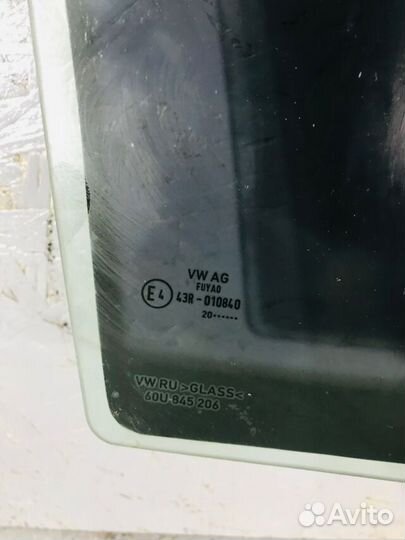 VW AG
FUYAO
E4 43R-010840
20······
VW RU >GLASS<
60U 845 206
Avito